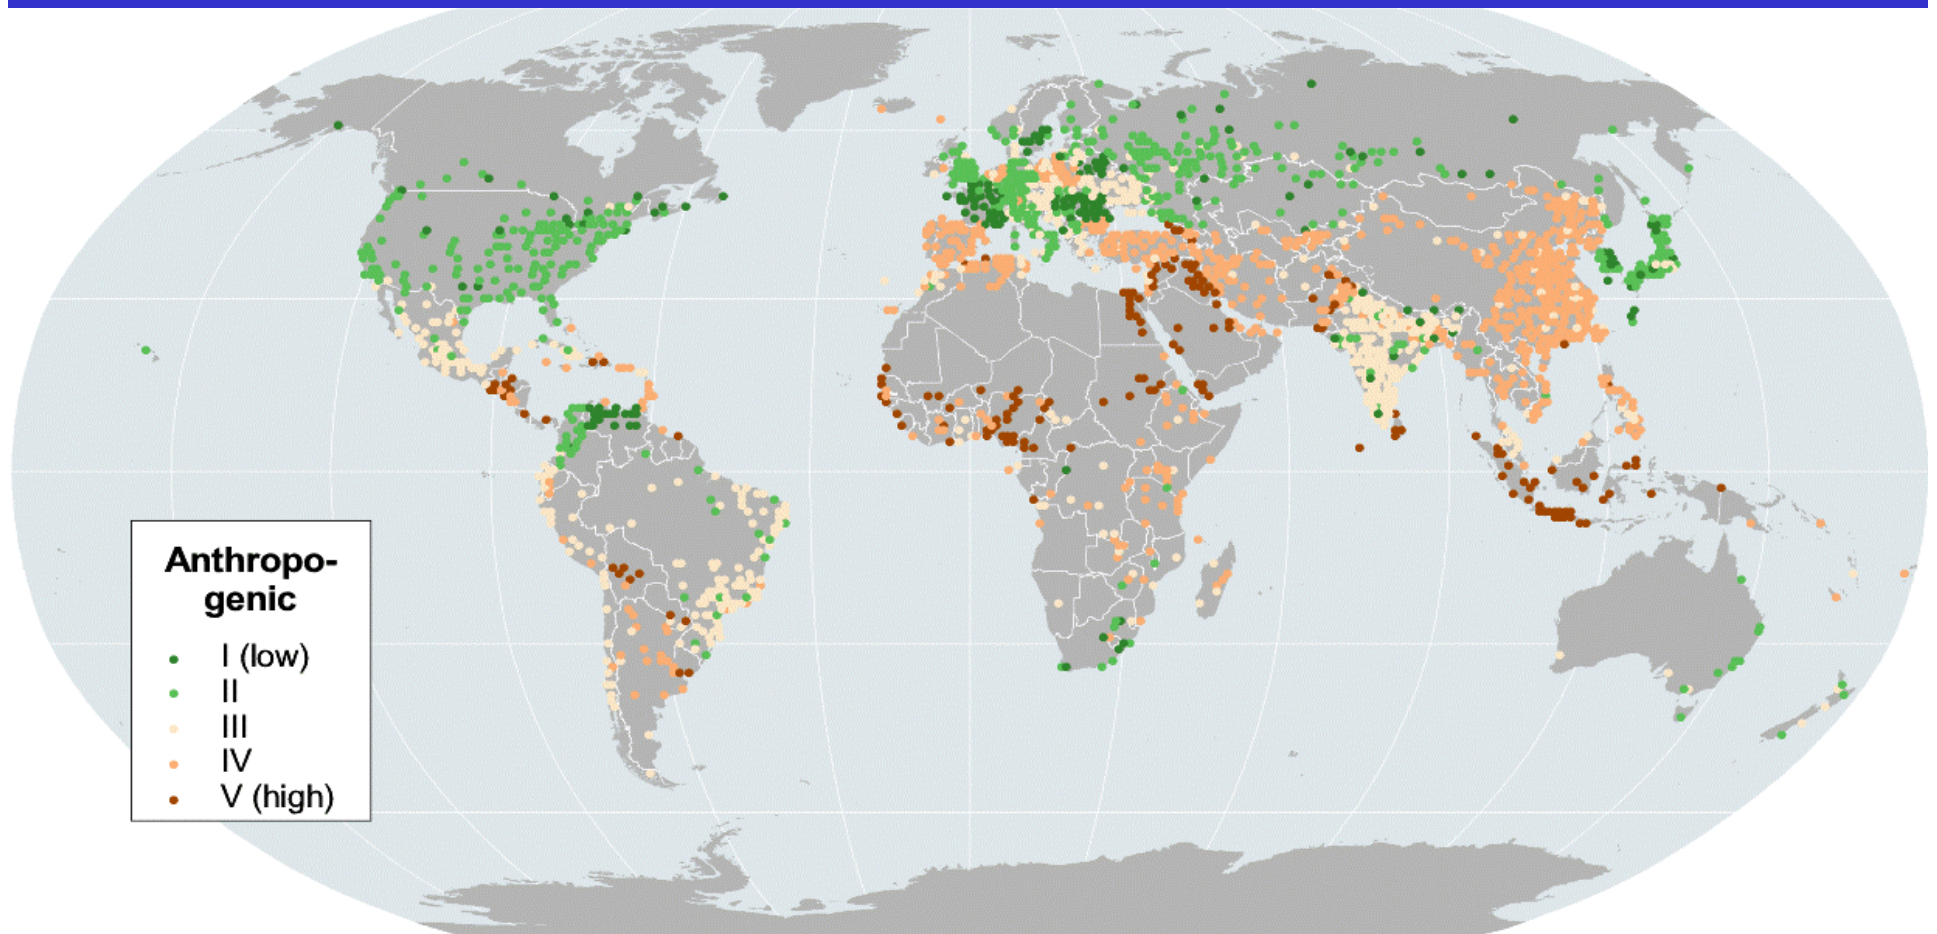 Anthropo-
genic
I (low)
II
III
IV
V (high)